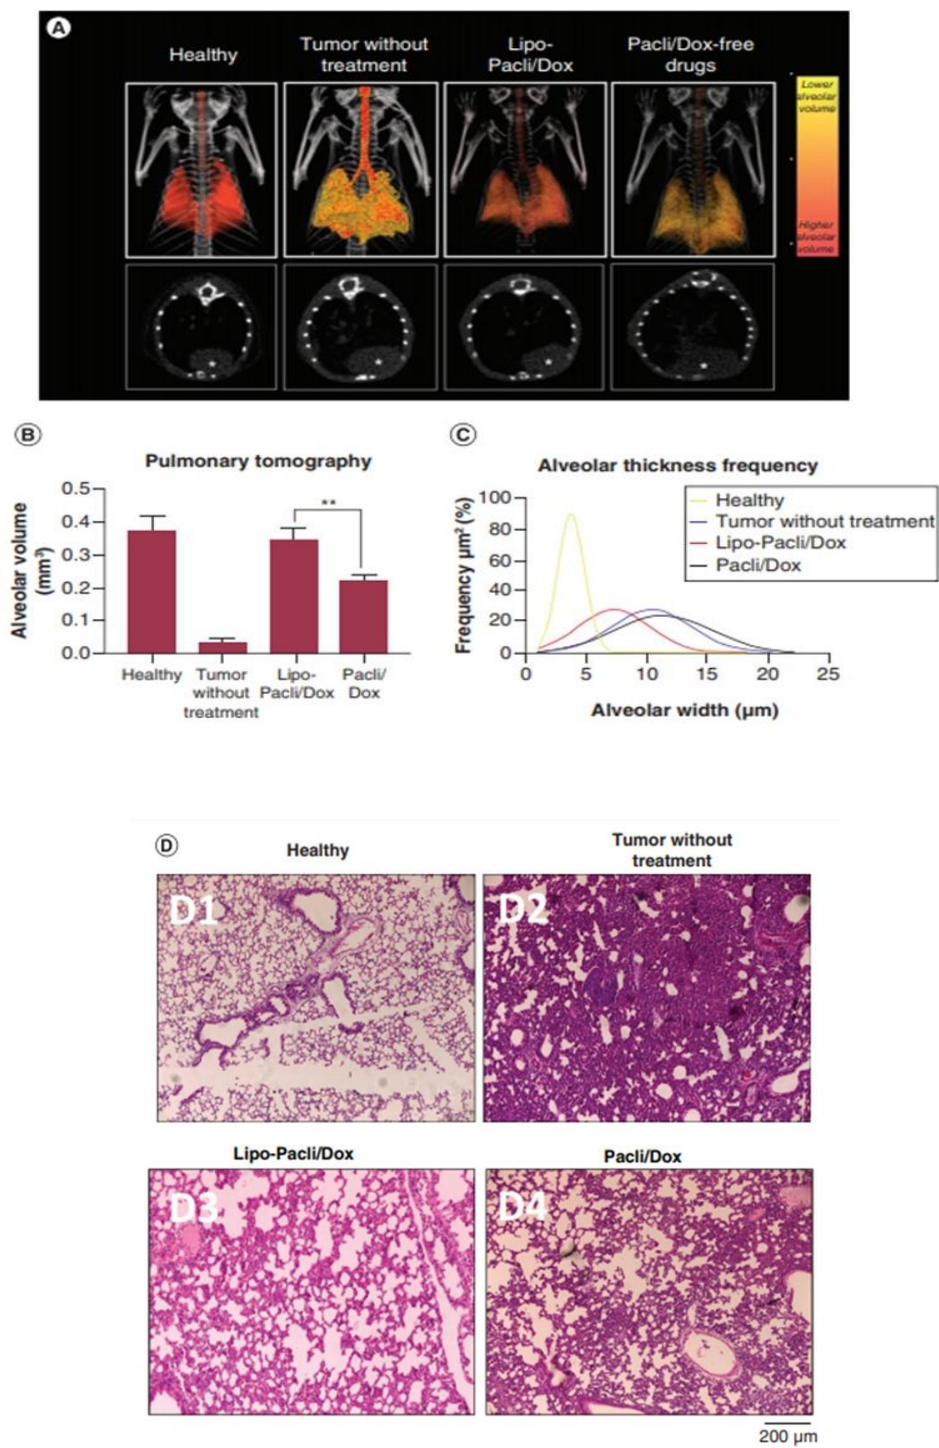 A
Healthy
Tumor without
treatment
Lipo-
Pacli/Dox
Pacli/Dox-free
drugs
Lower
alveolar
volume
Higher
alveolar
volume
*
*
*
*
B
Pulmonary tomography
Alveolar volume
(mm³)
0.5
0.4
0.3
0.2
0.1
0.0
**
Healthy
Tumor
without
treatment
Lipo-
Pacli/Dox
Pacli/
Dox
C
Alveolar thickness frequency
Frequency µm² (%)
100
80
60
40
20
0
Healthy
Tumor without treatment
Lipo-Pacli/Dox
Pacli/Dox
0 5 10 15 20 25
Alveolar width (µm)
D
Healthy
Tumor without
treatment
D1
D2
Lipo-Pacli/Dox
Pacli/Dox
D3
D4
200 µm